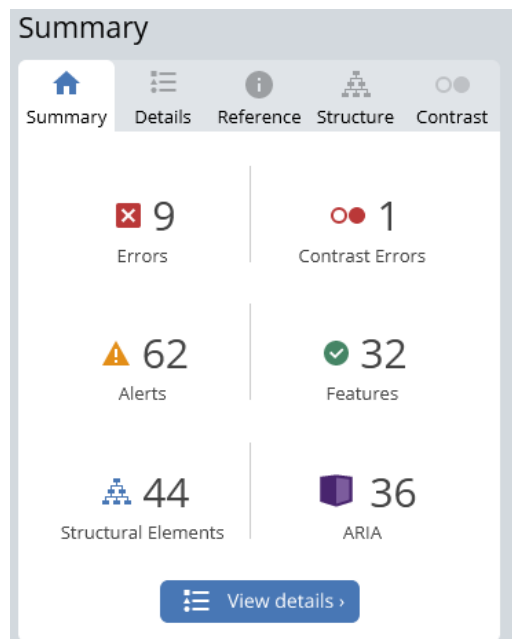 Summary
Summary Details Reference Structure Contrast
9 1
Errors Contrast Errors
62 32
Alerts Features
44 36
Structural Elements ARIA
View details ›